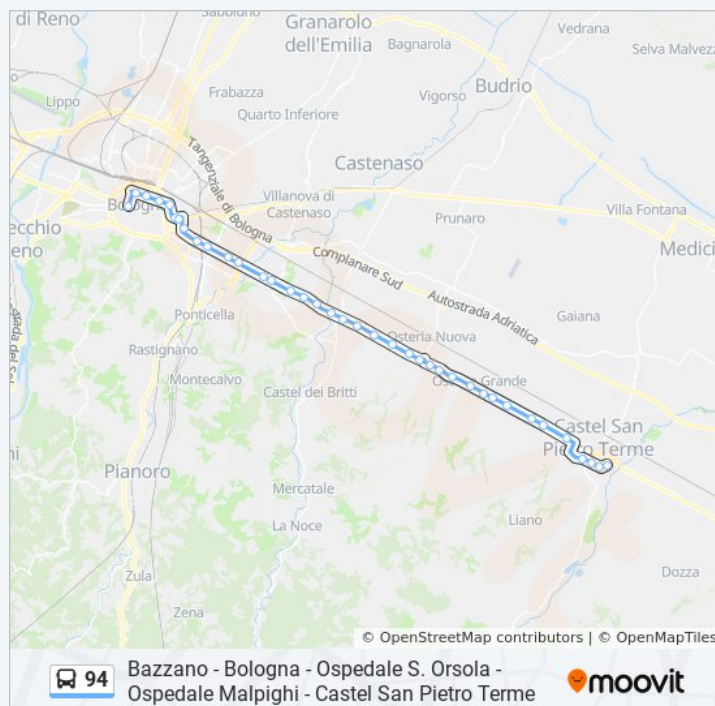 di Reno
Sabbiuno
Granarolo
dell'Emilia
Bagnarola
Vedrana
Selva Malvezz
Budrio
Lippo
Frabazza
Vigorso
Quarto Inferiore
Castenaso
Tangenziale di Bologna
Villanova di
Castenaso
Bologna
Villa Fontana
Prunaro
ecchio
eno
Medici
Complanare Sud
Autostrada Adriatica
Ponticella
Gaiana
Rastignano
Osteria Nuova
Montecalvo
Grande
Castel dei Britti
Castel San
Pietro Terme
Pianoro
Mercatale
La Noce
Liano
Dozza
Zula
Zena
© OpenStreetMap contributors | © OpenMapTiles
94
Bazzano - Bologna - Ospedale S. Orsola -
Ospedale Malpighi - Castel San Pietro Terme
moovit